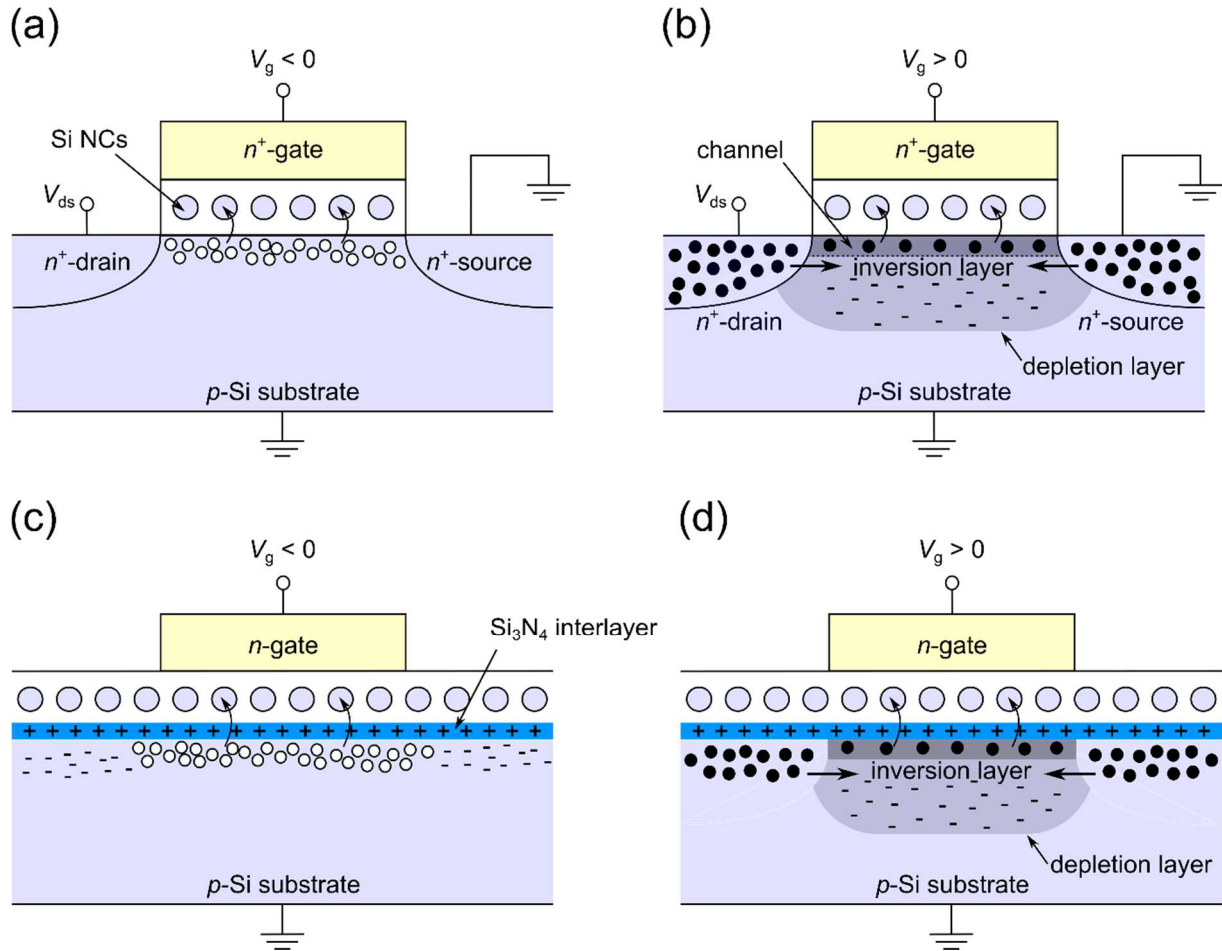 (a)
V_g < 0
Si NCs
n⁺-gate
V_ds
n⁺-drain
n⁺-source
p-Si substrate
(b)
V_g > 0
n⁺-gate
channel
V_ds
inversion layer
n⁺-drain
n⁺-source
depletion layer
p-Si substrate
(c)
V_g < 0
n-gate
Si₃N₄ interlayer
+ + + + + + + + + + + + + + + + + + + + +
p-Si substrate
(d)
V_g > 0
n-gate
+ + + + + + + + + + + + + + + + + + + + +
inversion layer
depletion layer
p-Si substrate